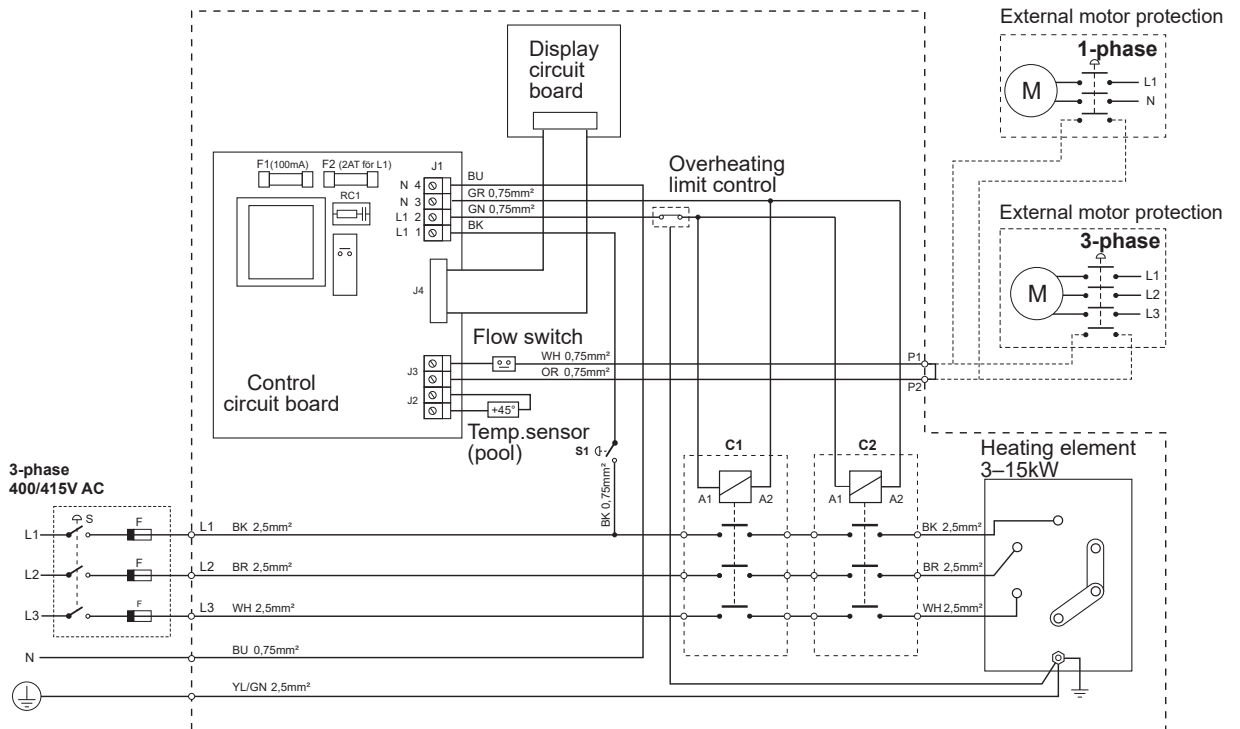 External motor protection
1-phase
M
L1
N
Display
circuit
board
F1(100mA)
F2 (2AT för L1)
J1
RC1
N 4
N 3
L1 2
L1 1
BU
GR 0,75mm²
GN 0,75mm²
BK
Overheating
limit control
External motor protection
3-phase
M
L1
L2
L3
J4
Flow switch
WH 0,75mm²
OR 0,75mm²
P1
P2
J3
J2
+45°
Control
circuit board
Temp.sensor
(pool)
S1
BK 0,75mm²
C1
A1
A2
C2
A1
A2
Heating element
3–15kW
3-phase
400/415V AC
S
F
L1
L1
BK 2,5mm²
BK 2,5mm²
F
L2
L2
BR 2,5mm²
BR 2,5mm²
F
L3
L3
WH 2,5mm²
WH 2,5mm²
N
BU 0,75mm²
YL/GN 2,5mm²